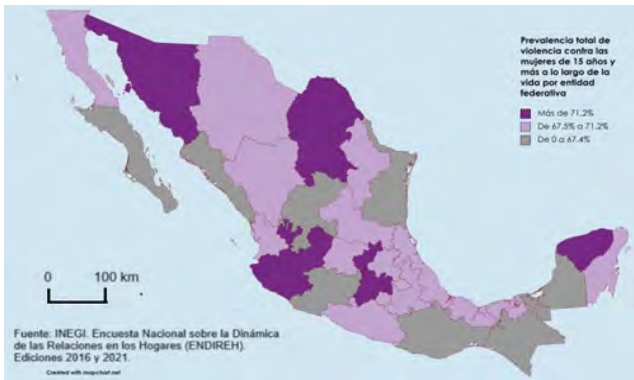 Prevalencia total de
violencia contra las
mujeres de 15 años y
más a lo largo de la
vida por entidad
federativa
Más de 71.2%
De 67.5% a 71.2%
De 0 a 67.4%
0 100 km
Fuente: INEGI. Encuesta Nacional sobre la Dinámica
de las Relaciones en los Hogares (ENDIREH).
Ediciones 2016 y 2021.
Created with mapchart.net